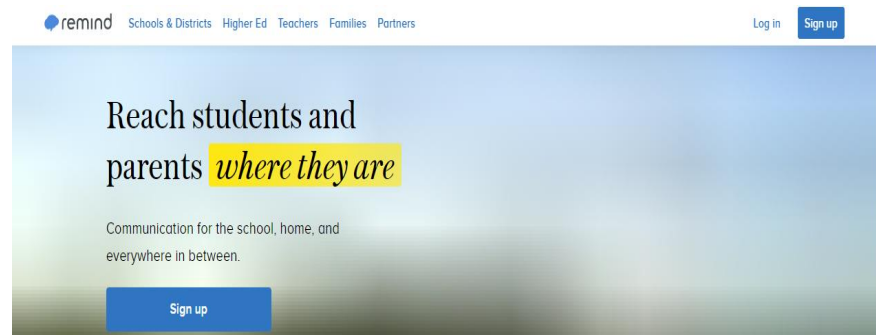 remind Schools & Districts Higher Ed Teachers Families Partners Log in Sign up
Reach students and
parents where they are
Communication for the school, home, and
everywhere in between.
Sign up